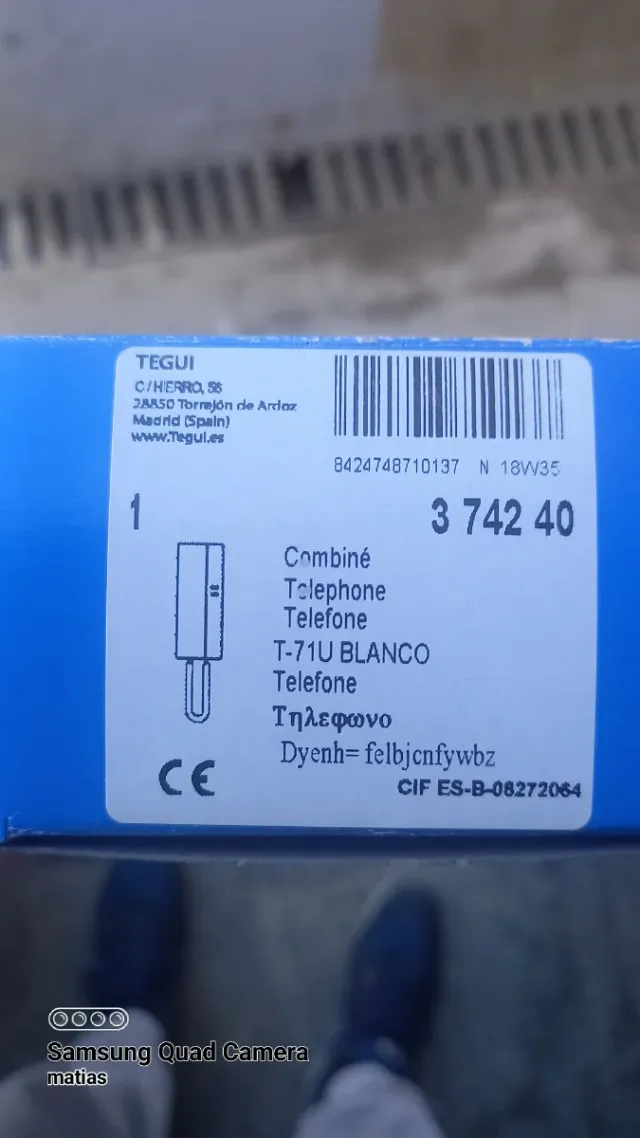 TEGUI
C/HIERRO, 56
28850 Torrejón de Ardoz
Madrid (Spain)
www.Tegui.es
8424748710137 N 18W35
1
3 742 40
Combiné
Telephone
Telefone
T-71U BLANCO
Telefone
Τηλεφωνο
Dyenh= felbjcnfywbz
CE
CIF ES-B-08272064
Samsung Quad Camera
matias